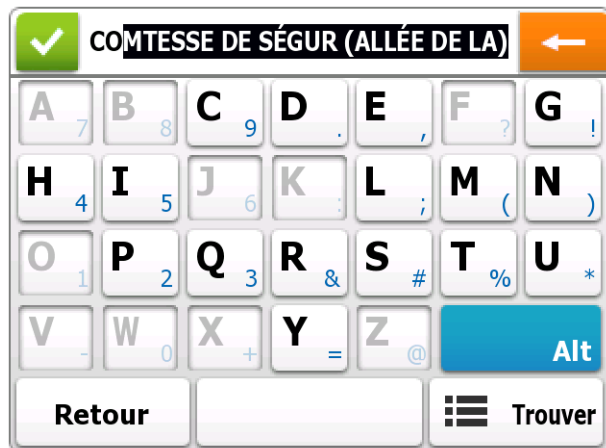 COMTESSE DE SÉGUR (ALLÉE DE LA)
A 7 B 8 C 9 D . E , F ? G !
H 4 I 5 J 6 K : L ; M ( N )
O 1 P 2 Q 3 R & S # T % U *
V - W 0 X + Y = Z @ Alt
Retour Trouver